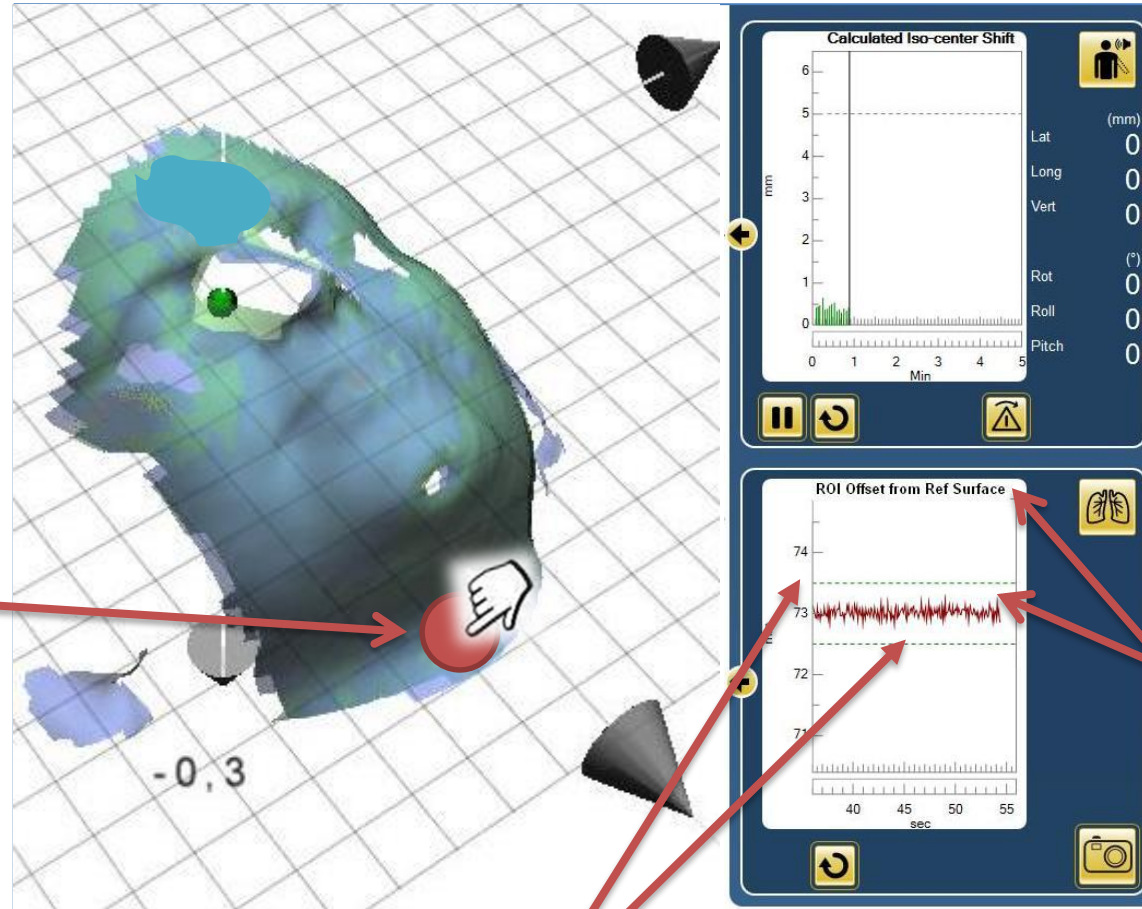 -0,3
Calculated Iso-center Shift
6
5
4
3
2
1
0
mm
0 1 2 3 4 5
Min
(mm)
Lat 0
Long 0
Vert 0
(°)
Rot 0
Roll 0
Pitch 0
ROI Offset from Ref Surface
74
73
72
71
40 45 50 55
sec